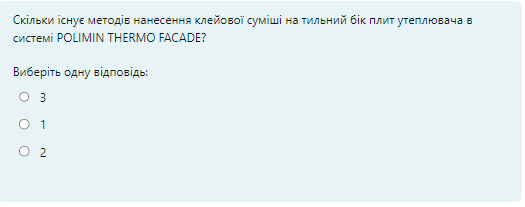 Скільки існує методів нанесення клейової суміші на тильний бік плит утеплювача в
системі POLIMIN THERMO FACADE?
Виберіть одну відповідь:
3
1
2